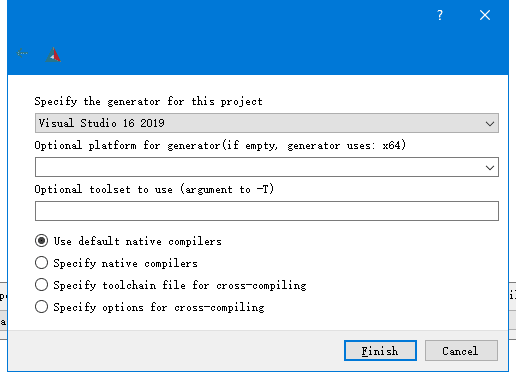 ?
Specify the generator for this project
Visual Studio 16 2019
Optional platform for generator(if empty, generator uses: x64)
Optional toolset to use (argument to -T)
Use default native compilers
Specify native compilers
Specify toolchain file for cross-compiling
Specify options for cross-compiling
Finish
Cancel